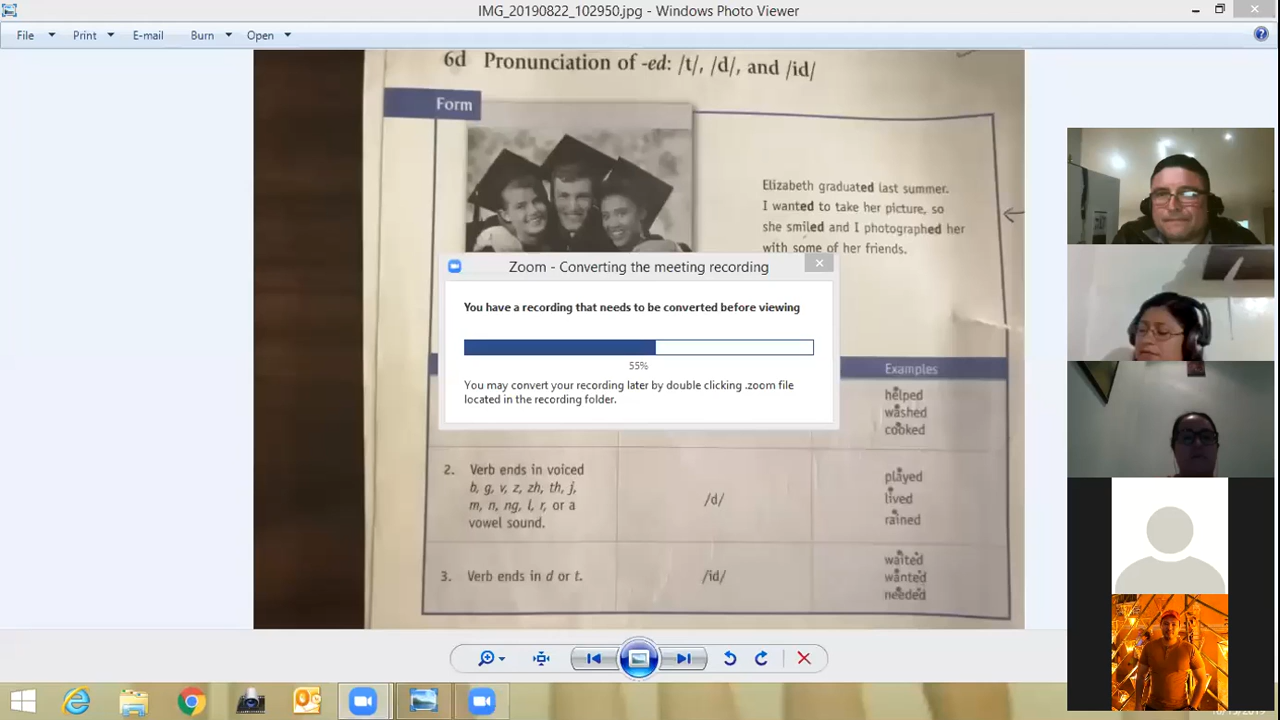 IMG_20190822_102950.jpg - Windows Photo Viewer
File Print E-mail Burn Open
6d Pronunciation of -ed: /t/, /d/, and /id/
Form
Elizabeth graduated last summer.
I wanted to take her picture, so
she smiled and I photographed her
with some of her friends.
Zoom - Converting the meeting recording
You have a recording that needs to be converted before viewing
55%
You may convert your recording later by double clicking .zoom file
located in the recording folder.
Examples
helped
washed
cooked
2. Verb ends in voiced
b, g, v, z, zh, th, j,
m, n, ng, l, r, or a
vowel sound.
/d/
played
lived
rained
3. Verb ends in d or t.
/id/
waited
wanted
needed